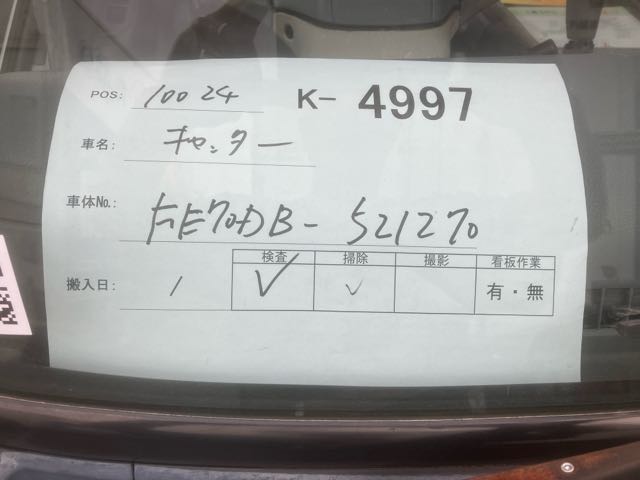 POS: 10024 K- 4997
車名: キャンター
車体No.: FE70DB- 521270
検査 掃除 撮影 看板作業
搬入日: 1 ✓ ✓ 有・無